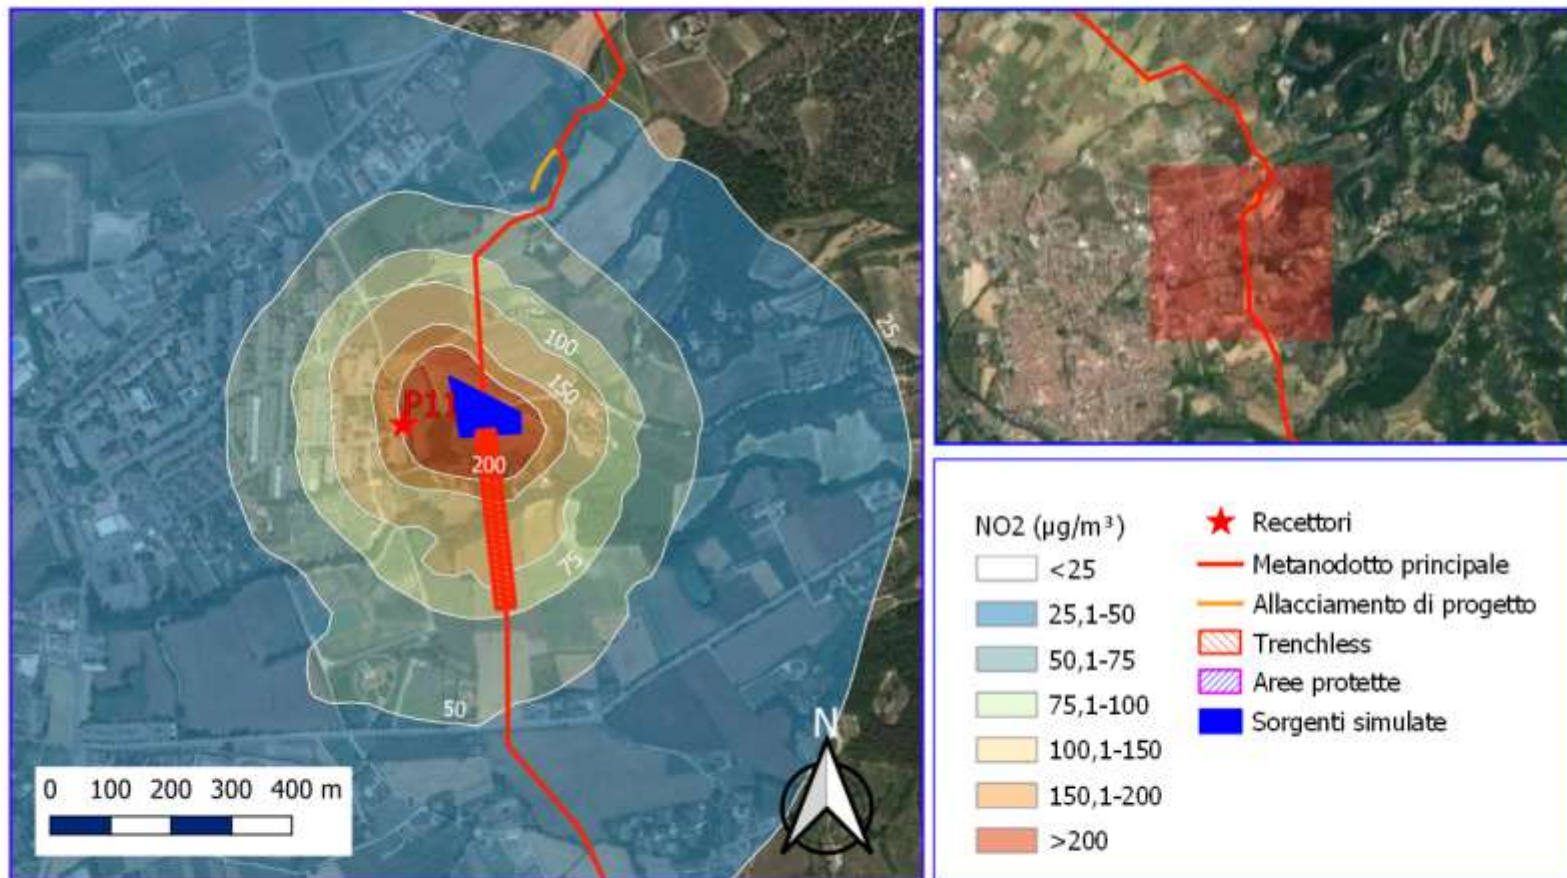 25
100
150
P11
200
75
50
N
0 100 200 300 400 m
NO2 (µg/m³)
<25
25,1-50
50,1-75
75,1-100
100,1-150
150,1-200
>200
Recettori
Metanodotto principale
Allacciamento di progetto
Trenchless
Aree protette
Sorgenti simulate